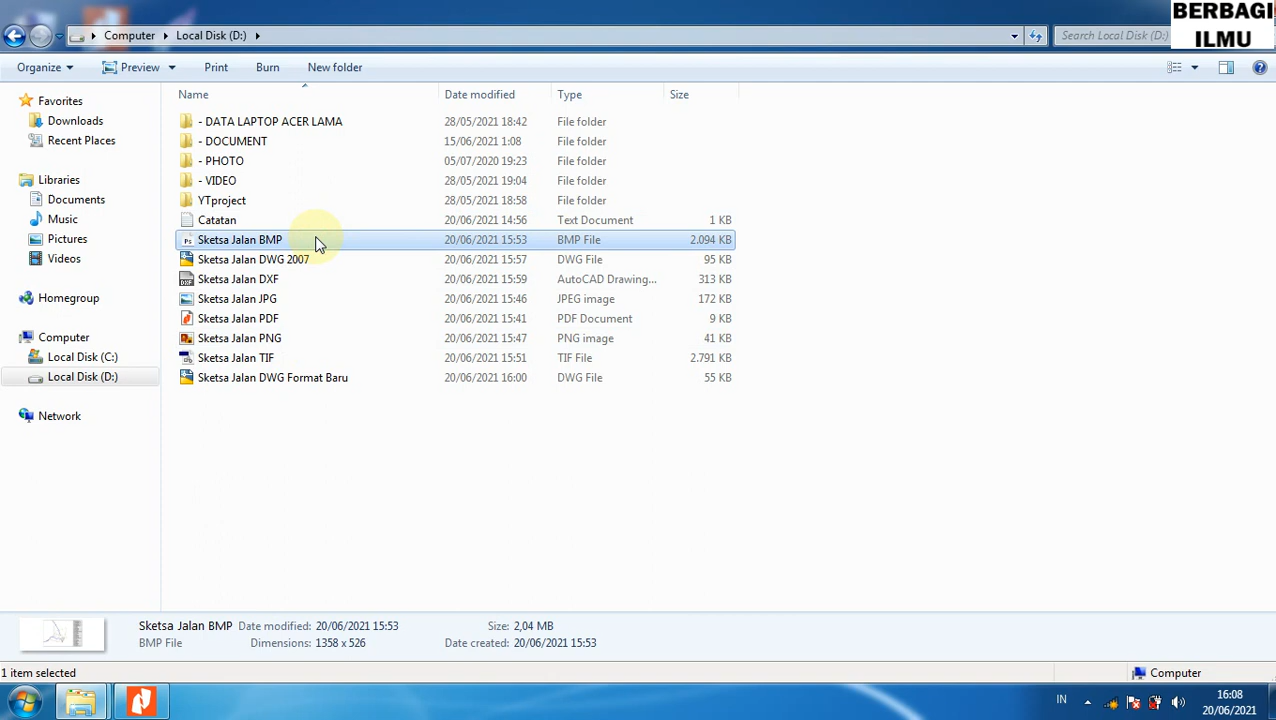 BERBAGI
ILMU
Computer Local Disk (D:)
Search Local Disk (D:)
Organize Preview Print Burn New folder
Name Date modified Type Size
Favorites
Downloads
Recent Places
Libraries
Documents
Music
Pictures
Videos
Homegroup
Computer
Local Disk (C:)
Local Disk (D:)
Network
- DATA LAPTOP ACER LAMA 28/05/2021 18:42 File folder
- DOCUMENT 15/06/2021 1:08 File folder
- PHOTO 05/07/2020 19:23 File folder
- VIDEO 28/05/2021 19:04 File folder
YTproject 28/05/2021 18:58 File folder
Catatan 20/06/2021 14:56 Text Document 1 KB
Sketsa Jalan BMP 20/06/2021 15:53 BMP File 2.094 KB
Sketsa Jalan DWG 2007 20/06/2021 15:57 DWG File 95 KB
Sketsa Jalan DXF 20/06/2021 15:59 AutoCAD Drawing... 313 KB
Sketsa Jalan JPG 20/06/2021 15:46 JPEG image 172 KB
Sketsa Jalan PDF 20/06/2021 15:41 PDF Document 9 KB
Sketsa Jalan PNG 20/06/2021 15:47 PNG image 41 KB
Sketsa Jalan TIF 20/06/2021 15:51 TIF File 2.791 KB
Sketsa Jalan DWG Format Baru 20/06/2021 16:00 DWG File 55 KB
Sketsa Jalan BMP Date modified: 20/06/2021 15:53 Size: 2,04 MB
BMP File Dimensions: 1358 x 526 Date created: 20/06/2021 15:53
1 item selected Computer
IN 16:08
20/06/2021